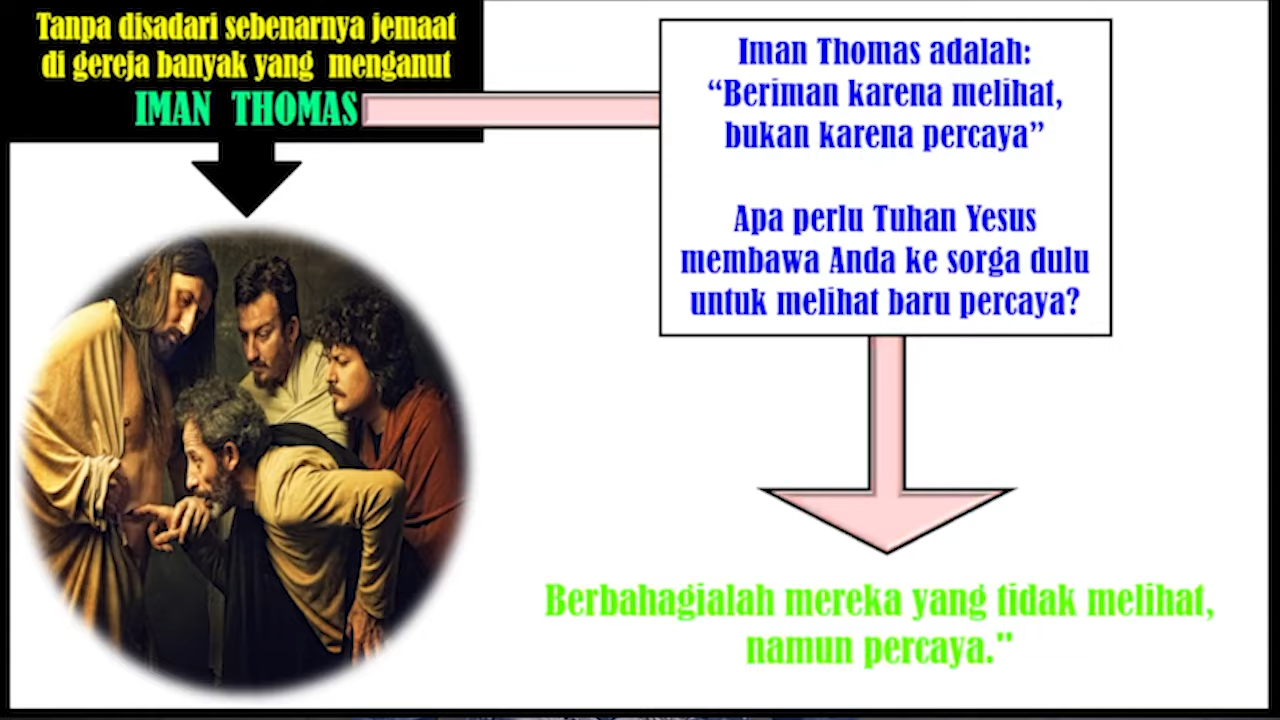 Tanpa disadari sebenarnya jemaat
di gereja banyak yang menganut
IMAN THOMAS
Iman Thomas adalah:
“Beriman karena melihat,
bukan karena percaya”
Apa perlu Tuhan Yesus
membawa Anda ke sorga dulu
untuk melihat baru percaya?
Berbahagialah mereka yang tidak melihat,
namun percaya."